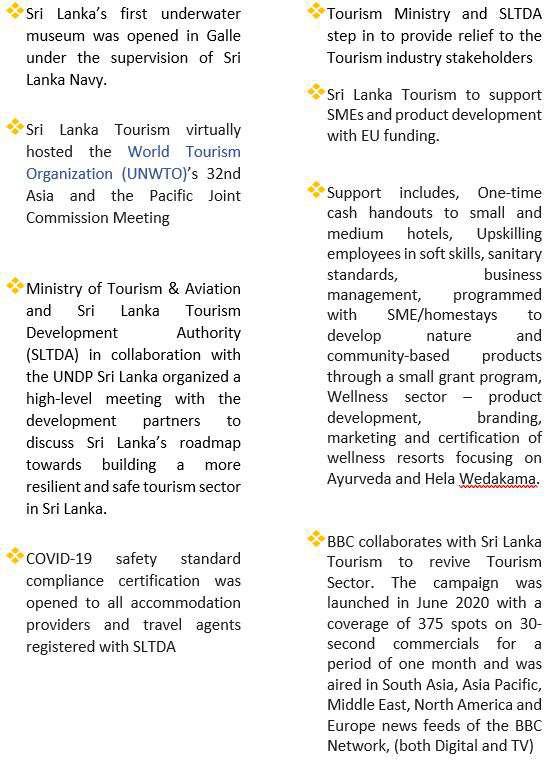 Sri Lanka's first underwater
museum was opened in Galle
under the supervision of Sri
Lanka Navy.
Sri Lanka Tourism virtually
hosted the World Tourism
Organization (UNWTO)'s 32nd
Asia and the Pacific Joint
Commission Meeting
Ministry of Tourism & Aviation
and Sri Lanka Tourism
Development Authority
(SLTDA) in collaboration with
the UNDP Sri Lanka organized a
high-level meeting with the
development partners to
discuss Sri Lanka's roadmap
towards building a more
resilient and safe tourism sector
in Sri Lanka.
COVID-19 safety standard
compliance certification was
opened to all accommodation
providers and travel agents
registered with SLTDA
Tourism Ministry and SLTDA
step in to provide relief to the
Tourism industry stakeholders
Sri Lanka Tourism to support
SMEs and product development
with EU funding.
Support includes, One-time
cash handouts to small and
medium hotels, Upskilling
employees in soft skills, sanitary
standards, business
management, programmed
with SME/homestays to
develop nature and
community-based products
through a small grant program,
Wellness sector – product
development, branding,
marketing and certification of
wellness resorts focusing on
Ayurveda and Hela Wedakama.
BBC collaborates with Sri Lanka
Tourism to revive Tourism
Sector. The campaign was
launched in June 2020 with a
coverage of 375 spots on 30-
second commercials for a
period of one month and was
aired in South Asia, Asia Pacific,
Middle East, North America and
Europe news feeds of the BBC
Network, (both Digital and TV)